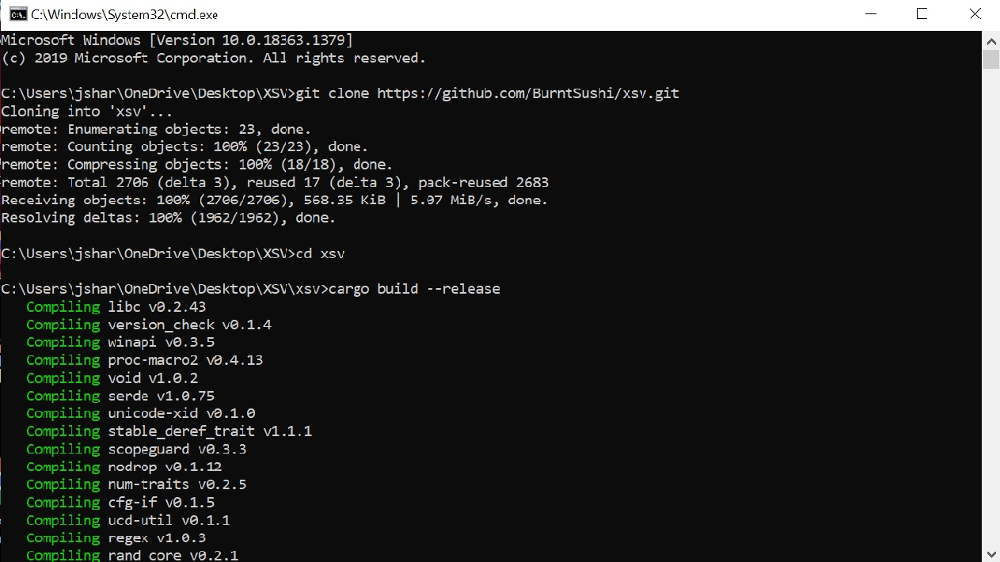 C:\Windows\System32\cmd.exe
Microsoft Windows [Version 10.0.18363.1379]
(c) 2019 Microsoft Corporation. All rights reserved.
C:\Users\jshar\OneDrive\Desktop\XSV>git clone https://github.com/BurntSushi/xsv.git
Cloning into 'xsv'...
remote: Enumerating objects: 23, done.
remote: Counting objects: 100% (23/23), done.
remote: Compressing objects: 100% (18/18), done.
remote: Total 2706 (delta 3), reused 17 (delta 3), pack-reused 2683
Receiving objects: 100% (2706/2706), 568.35 KiB | 5.07 MiB/s, done.
Resolving deltas: 100% (1962/1962), done.
C:\Users\jshar\OneDrive\Desktop\XSV>cd xsv
C:\Users\jshar\OneDrive\Desktop\XSV\xsv>cargo build --release
Compiling libc v0.2.43
Compiling version_check v0.1.4
Compiling winapi v0.3.5
Compiling proc-macro2 v0.4.13
Compiling void v1.0.2
Compiling serde v1.0.75
Compiling unicode-xid v0.1.0
Compiling stable_deref_trait v1.1.1
Compiling scopeguard v0.3.3
Compiling nodrop v0.1.12
Compiling num-traits v0.2.5
Compiling cfg-if v0.1.5
Compiling ucd-util v0.1.1
Compiling regex v1.0.3
Compiling rand_core v0.2.1